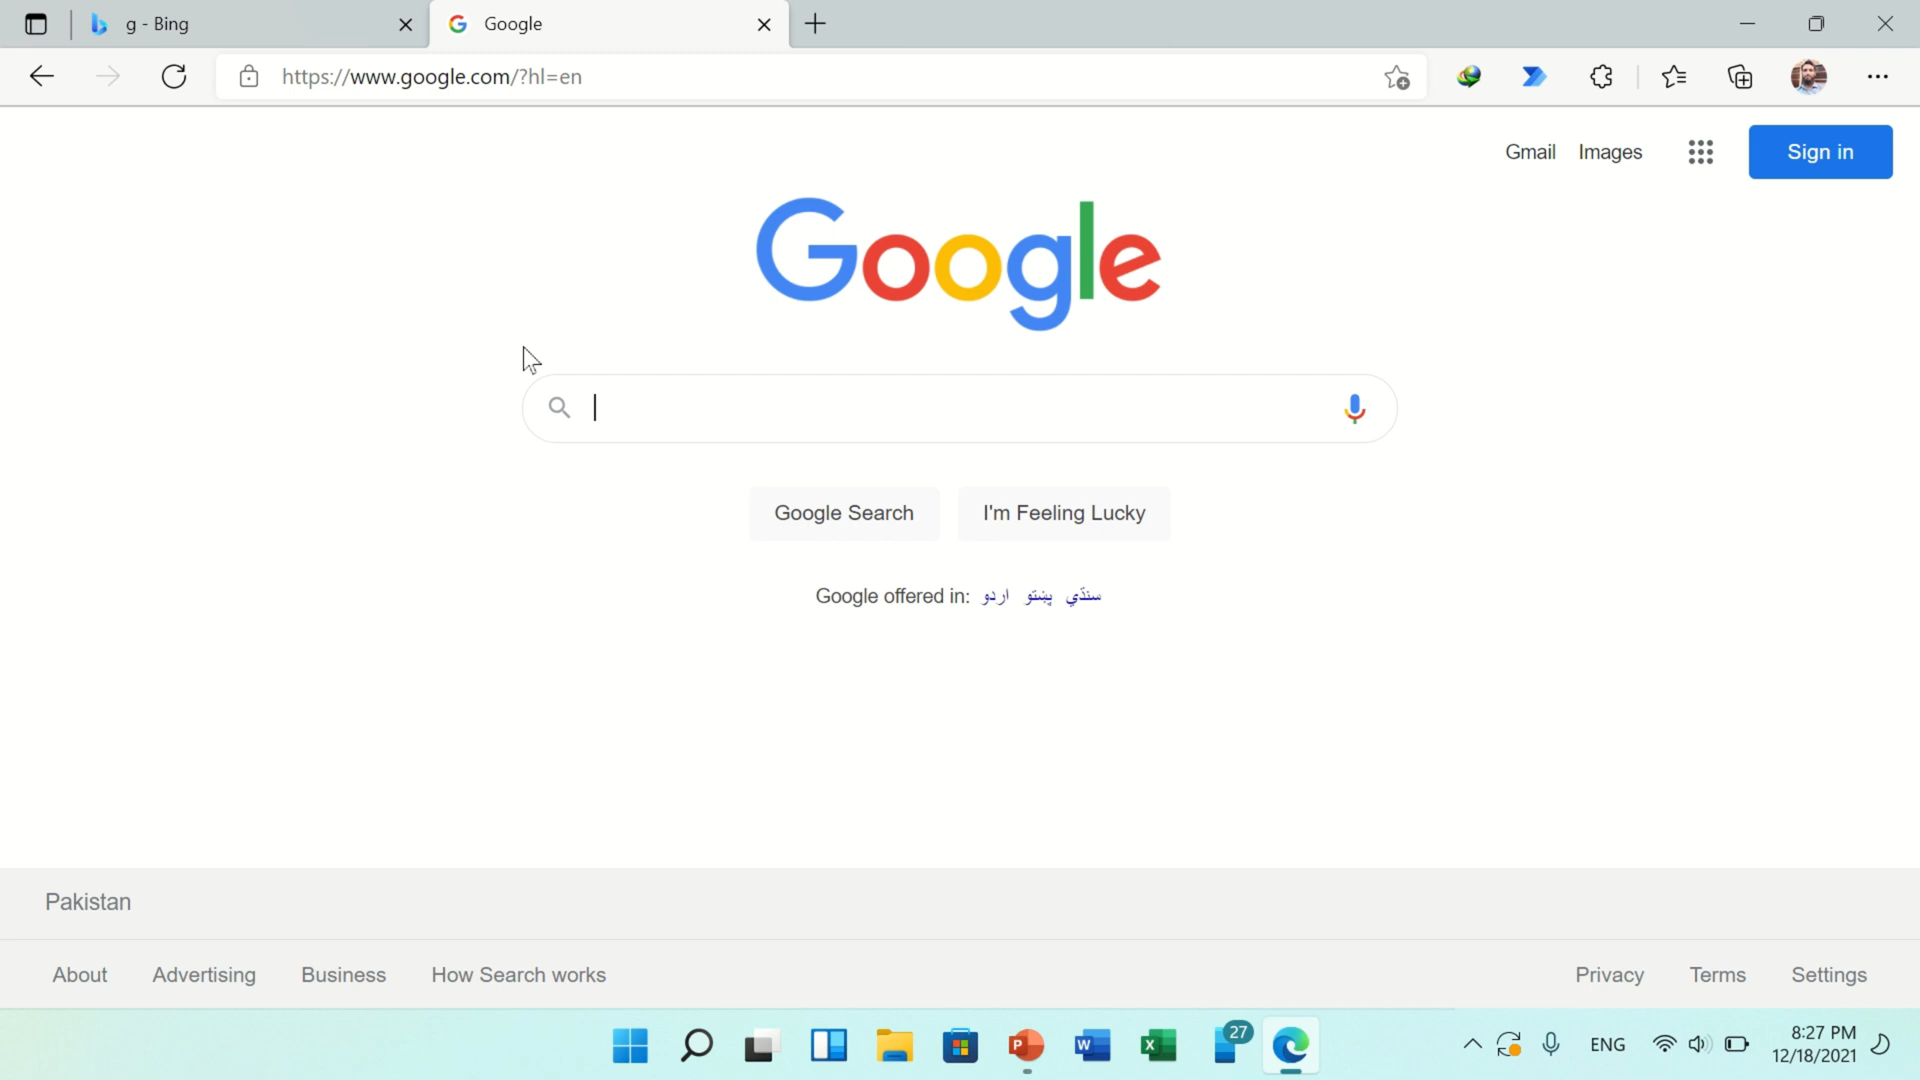 g - Bing
Google
https://www.google.com/?hl=en
Gmail Images Sign in
Google
Google Search I'm Feeling Lucky
Google offered in: اردو پښتو سنڌي
Pakistan
About Advertising Business How Search works Privacy Terms Settings
27
ENG
8:27 PM
12/18/2021